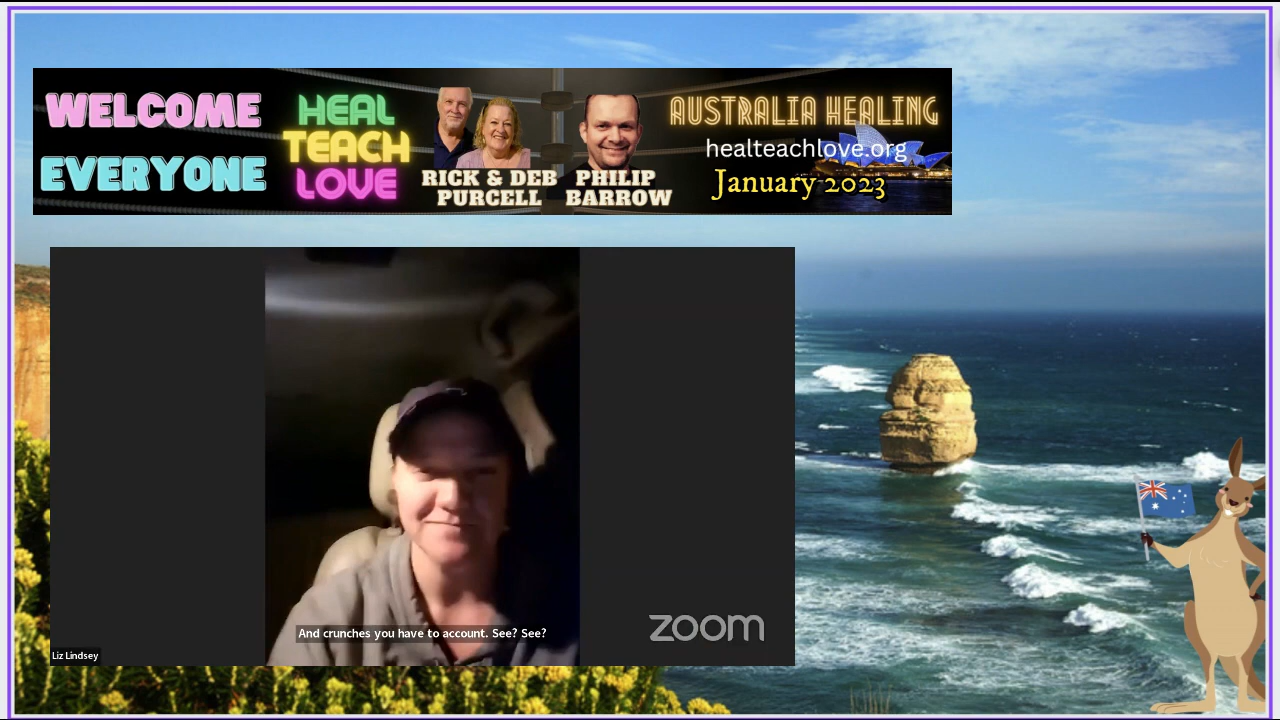 WELCOME
EVERYONE
HEAL
TEACH
LOVE
RICK & DEB
PURCELL
PHILIP
BARROW
AUSTRALIA HEALING
healteachlove.org
January 2023
And crunches you have to account. See? See?
zoom
Liz Lindsey